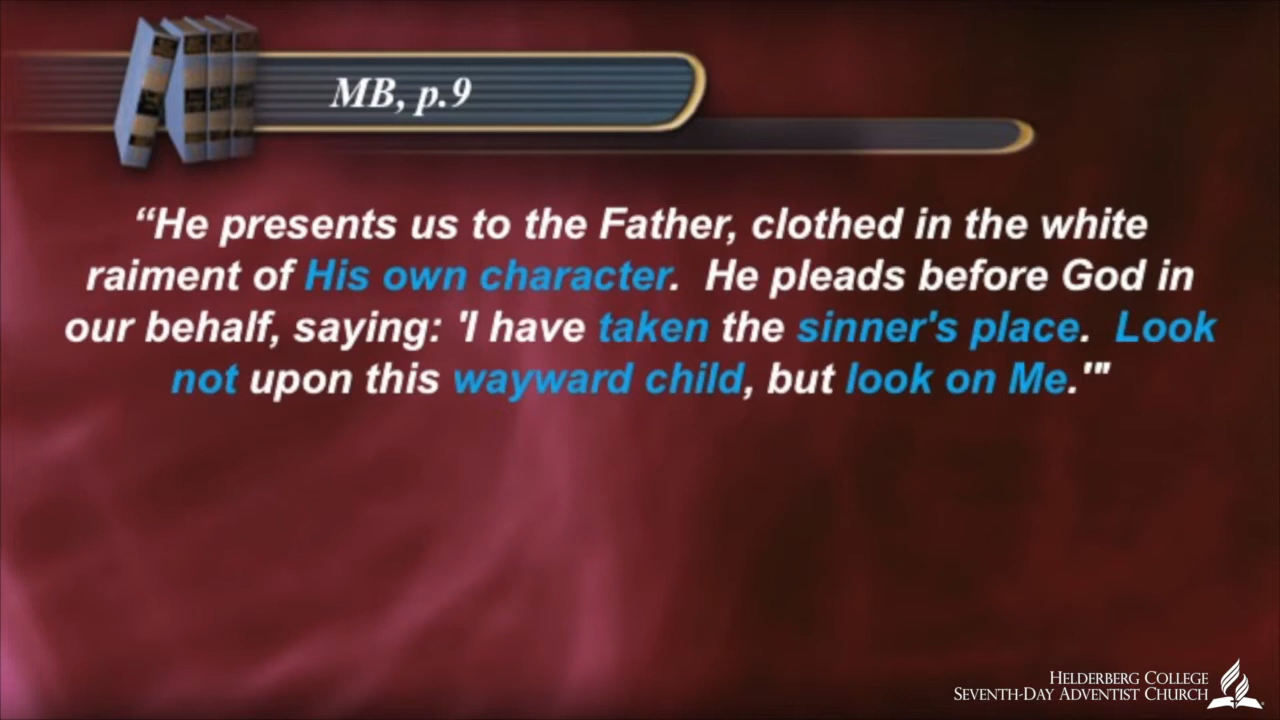 MB, p.9
“He presents us to the Father, clothed in the white
raiment of His own character.  He pleads before God in
our behalf, saying: 'I have taken the sinner's place.  Look
not upon this wayward child, but look on Me.'"
Helderberg College
Seventh-Day Adventist Church